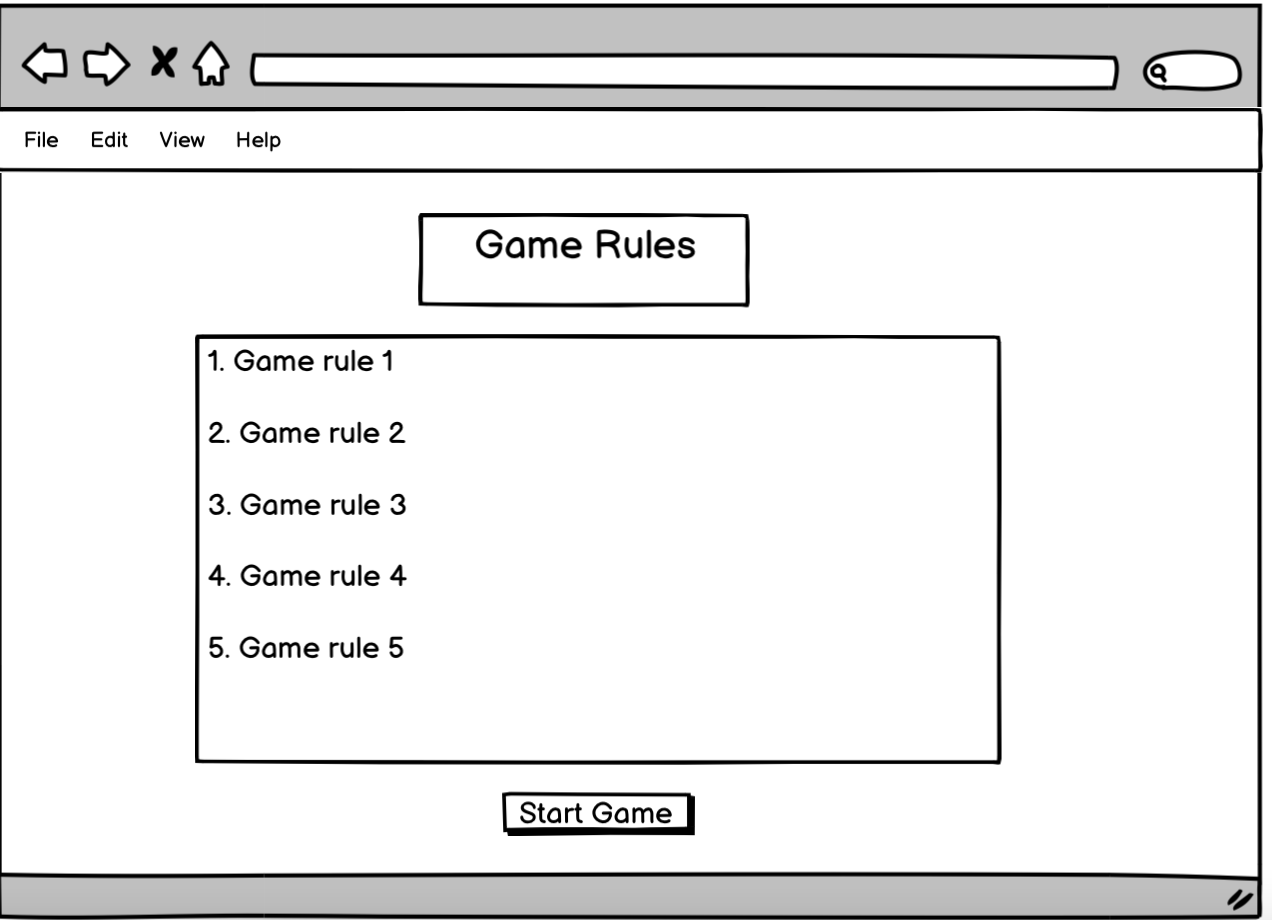 File Edit View Help
Game Rules
1. Game rule 1
2. Game rule 2
3. Game rule 3
4. Game rule 4
5. Game rule 5
Start Game